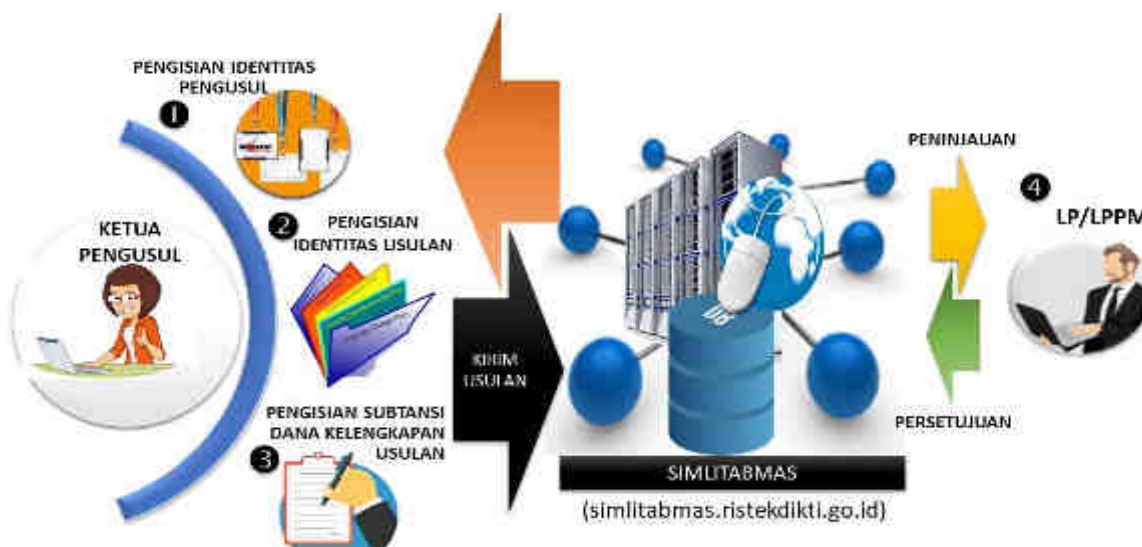 PENGISIAN IDENTITAS
PENGUSUL
1
KETUA
PENGUSUL
2
PENGISIAN
IDENTITAS USULAN
PENGISIAN SUBTANSI
DANA KELENGKAPAN
USULAN
3
KIRIM
USULAN
PENINJAUAN
4
LP/LPPM
PERSETUJUAN
SIMLITABMAS
(simlitabmas.ristekdikti.go.id)